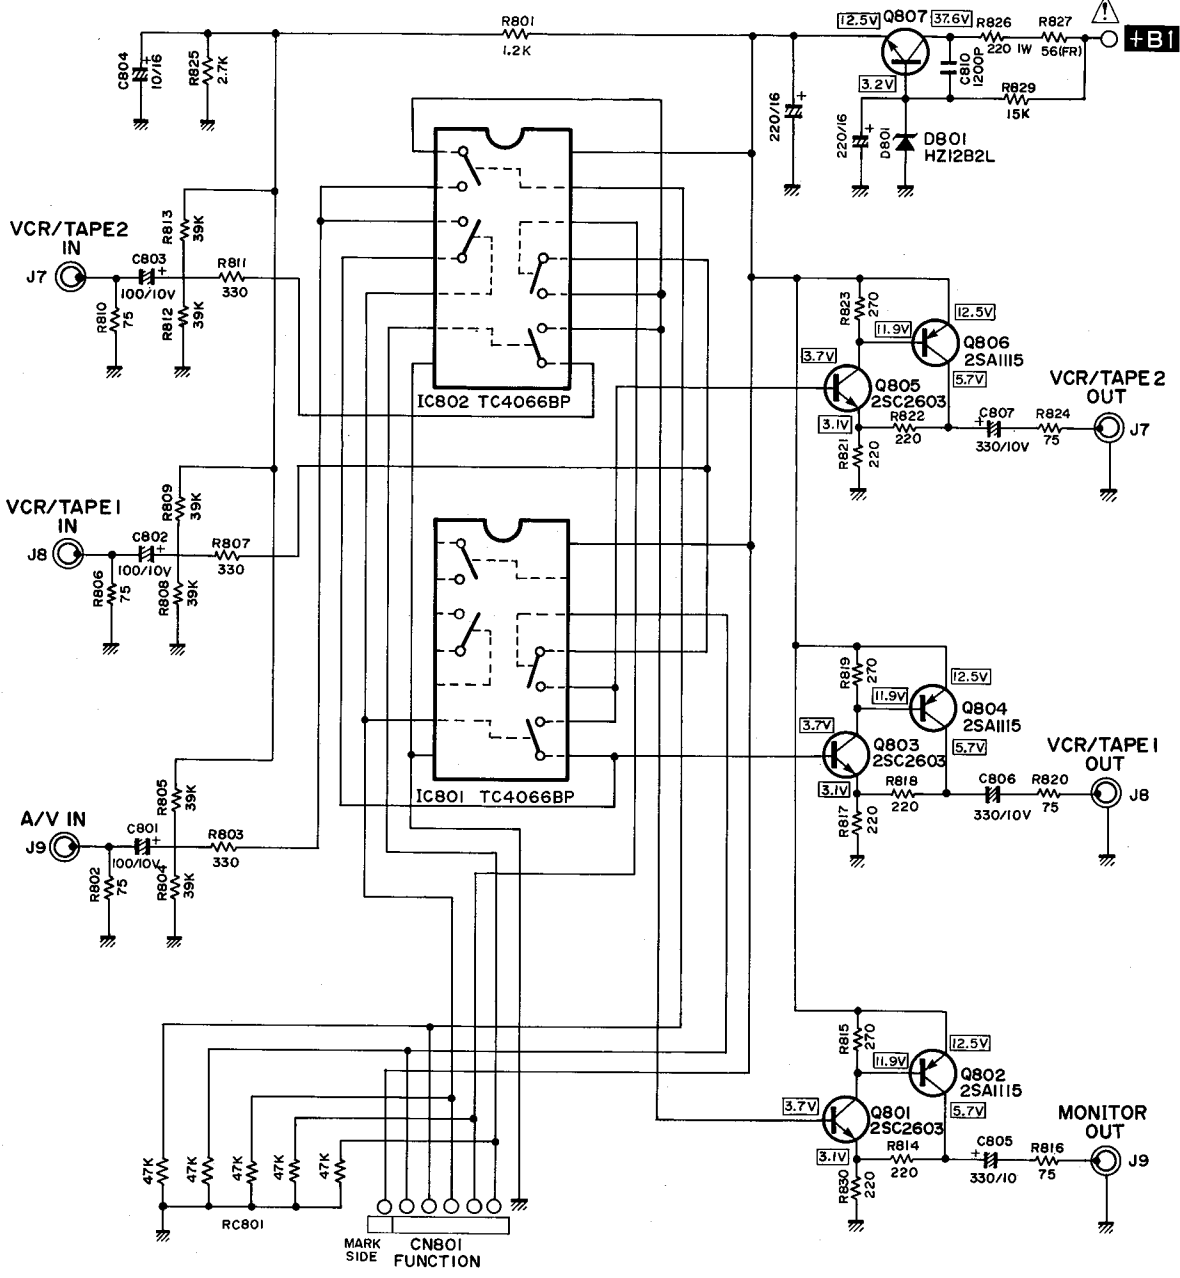 R801
1.2K
12.5V
Q807
37.6V
R826
220 1W
R827
56(FR)
+B1
C804
10/16
R825
2.7K
220/16
3.2V
C810
1200P
R829
15K
220/16
D801
D801
HZ12B2L
VCR/TAPE2
IN
J7
R813
39K
C803
100/10V
R811
330
R810
75
R812
39K
IC802 TC4066BP
R823
270
12.5V
11.9V
Q806
2SA1115
3.7V
5.7V
Q805
2SC2603
3.1V
R822
220
R821
220
C807
330/10V
R824
75
VCR/TAPE2
OUT
J7
VCR/TAPE1
IN
J8
R809
39K
C802
100/10V
R807
330
R806
75
R808
39K
IC801 TC4066BP
R819
270
12.5V
11.9V
Q804
2SA1115
3.7V
5.7V
Q803
2SC2603
3.1V
R818
220
R817
220
C806
330/10V
R820
75
VCR/TAPE1
OUT
J8
A/V IN
J9
R805
39K
C801
100/10V
R803
330
R802
75
R804
39K
R815
270
12.5V
11.9V
Q802
2SA1115
3.7V
5.7V
Q801
2SC2603
3.1V
R814
220
R830
220
C805
330/10
R816
75
MONITOR
OUT
J9
47K
47K
47K
47K
47K
RC801
MARK
SIDE
CN801
FUNCTION